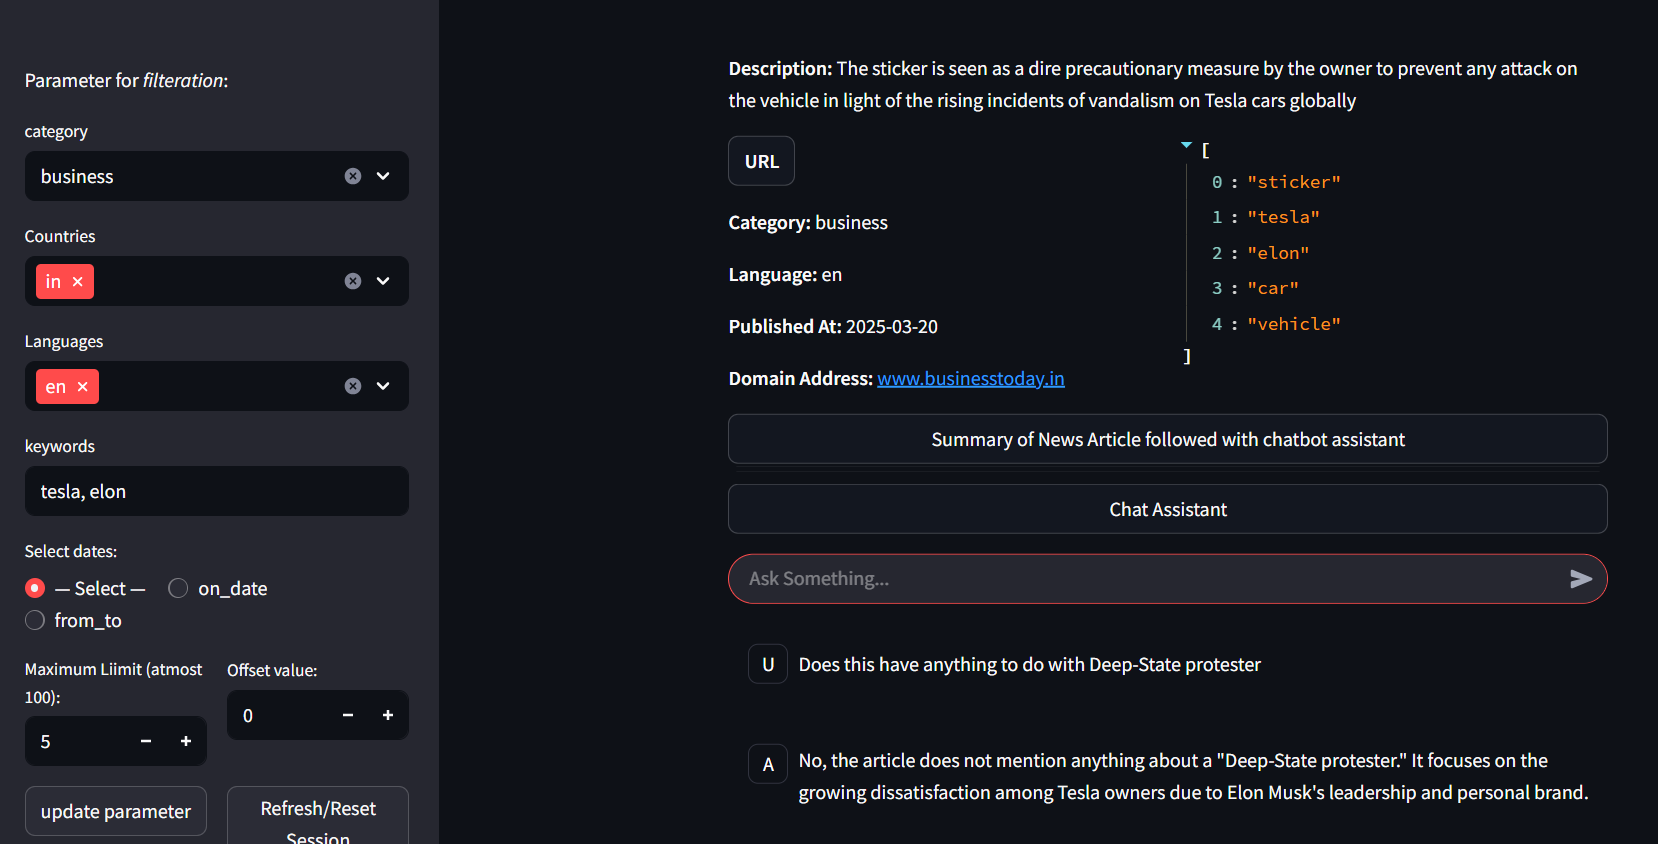 Parameter for filteration:
category
business
Countries
in ×
Languages
en ×
keywords
tesla, elon
Select dates:
— Select —
on_date
from_to
Maximum Liimit (atmost
100):
5
Offset value:
0
update parameter
Refresh/Reset
Session
Description: The sticker is seen as a dire precautionary measure by the owner to prevent any attack on
the vehicle in light of the rising incidents of vandalism on Tesla cars globally
URL
Category: business
Language: en
Published At: 2025-03-20
Domain Address: www.businesstoday.in
[
0 : "sticker"
1 : "tesla"
2 : "elon"
3 : "car"
4 : "vehicle"
]
Summary of News Article followed with chatbot assistant
Chat Assistant
Ask Something...
U
Does this have anything to do with Deep-State protester
A
No, the article does not mention anything about a "Deep-State protester." It focuses on the
growing dissatisfaction among Tesla owners due to Elon Musk's leadership and personal brand.